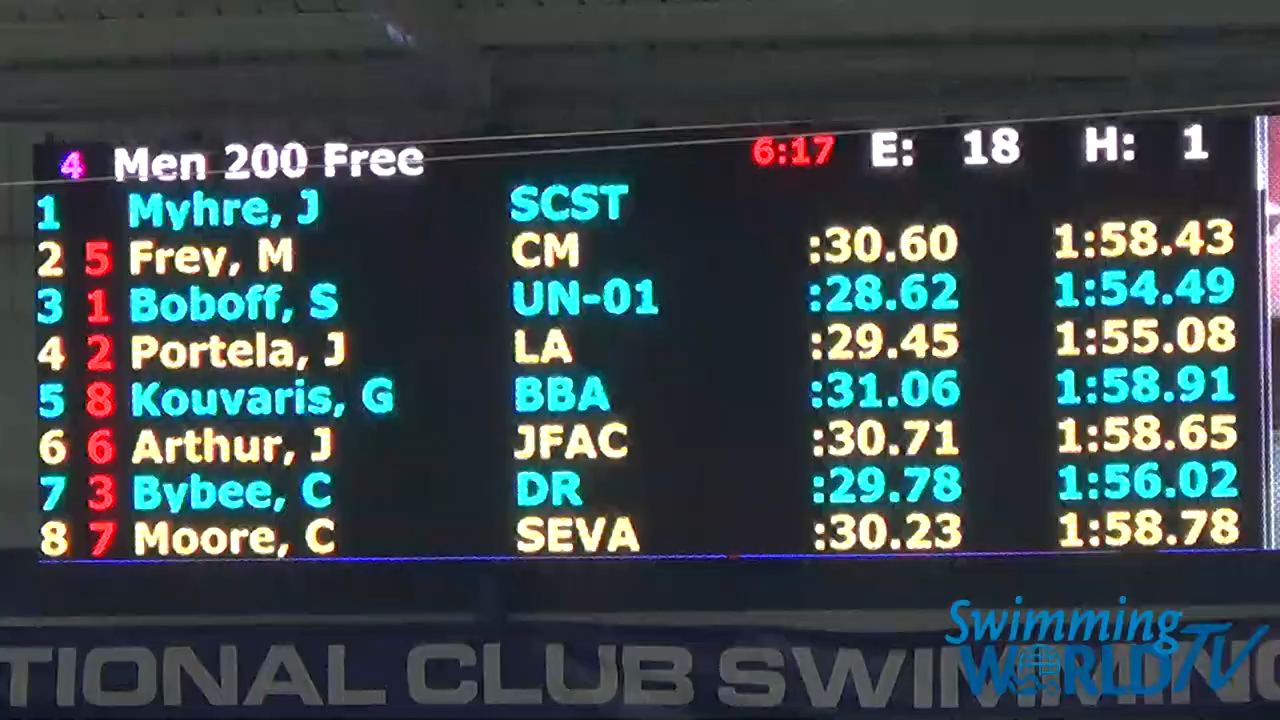 4 Men 200 Free 6:17 E: 18 H: 1
1 Myhre, J SCST
2 5 Frey, M CM :30.60 1:58.43
3 1 Boboff, S UN-01 :28.62 1:54.49
4 2 Portela, J LA :29.45 1:55.08
5 8 Kouvaris, G BBA :31.06 1:58.91
6 6 Arthur, J JFAC :30.71 1:58.65
7 3 Bybee, C DR :29.78 1:56.02
8 7 Moore, C SEVA :30.23 1:58.78
TIONAL CLUB SWIMMING
Swimming
WORLD TV